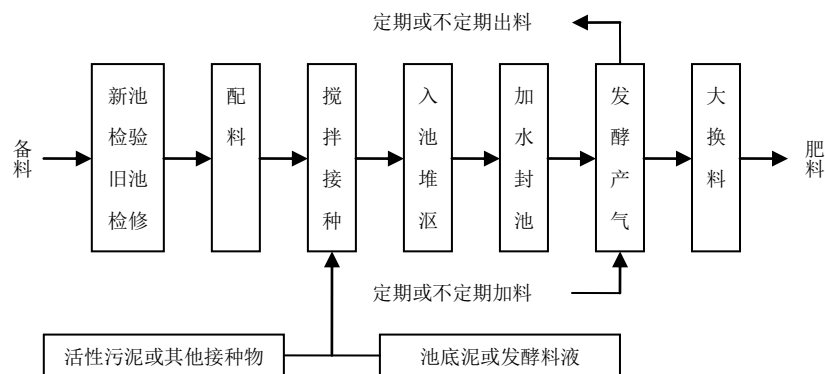 定期或不定期出料
备料
新池
检验
旧池
检修
配料
搅拌接种
入池堆沤
加水封池
发酵产气
大换料
肥料
定期或不定期加料
活性污泥或其他接种物
池底泥或发酵料液